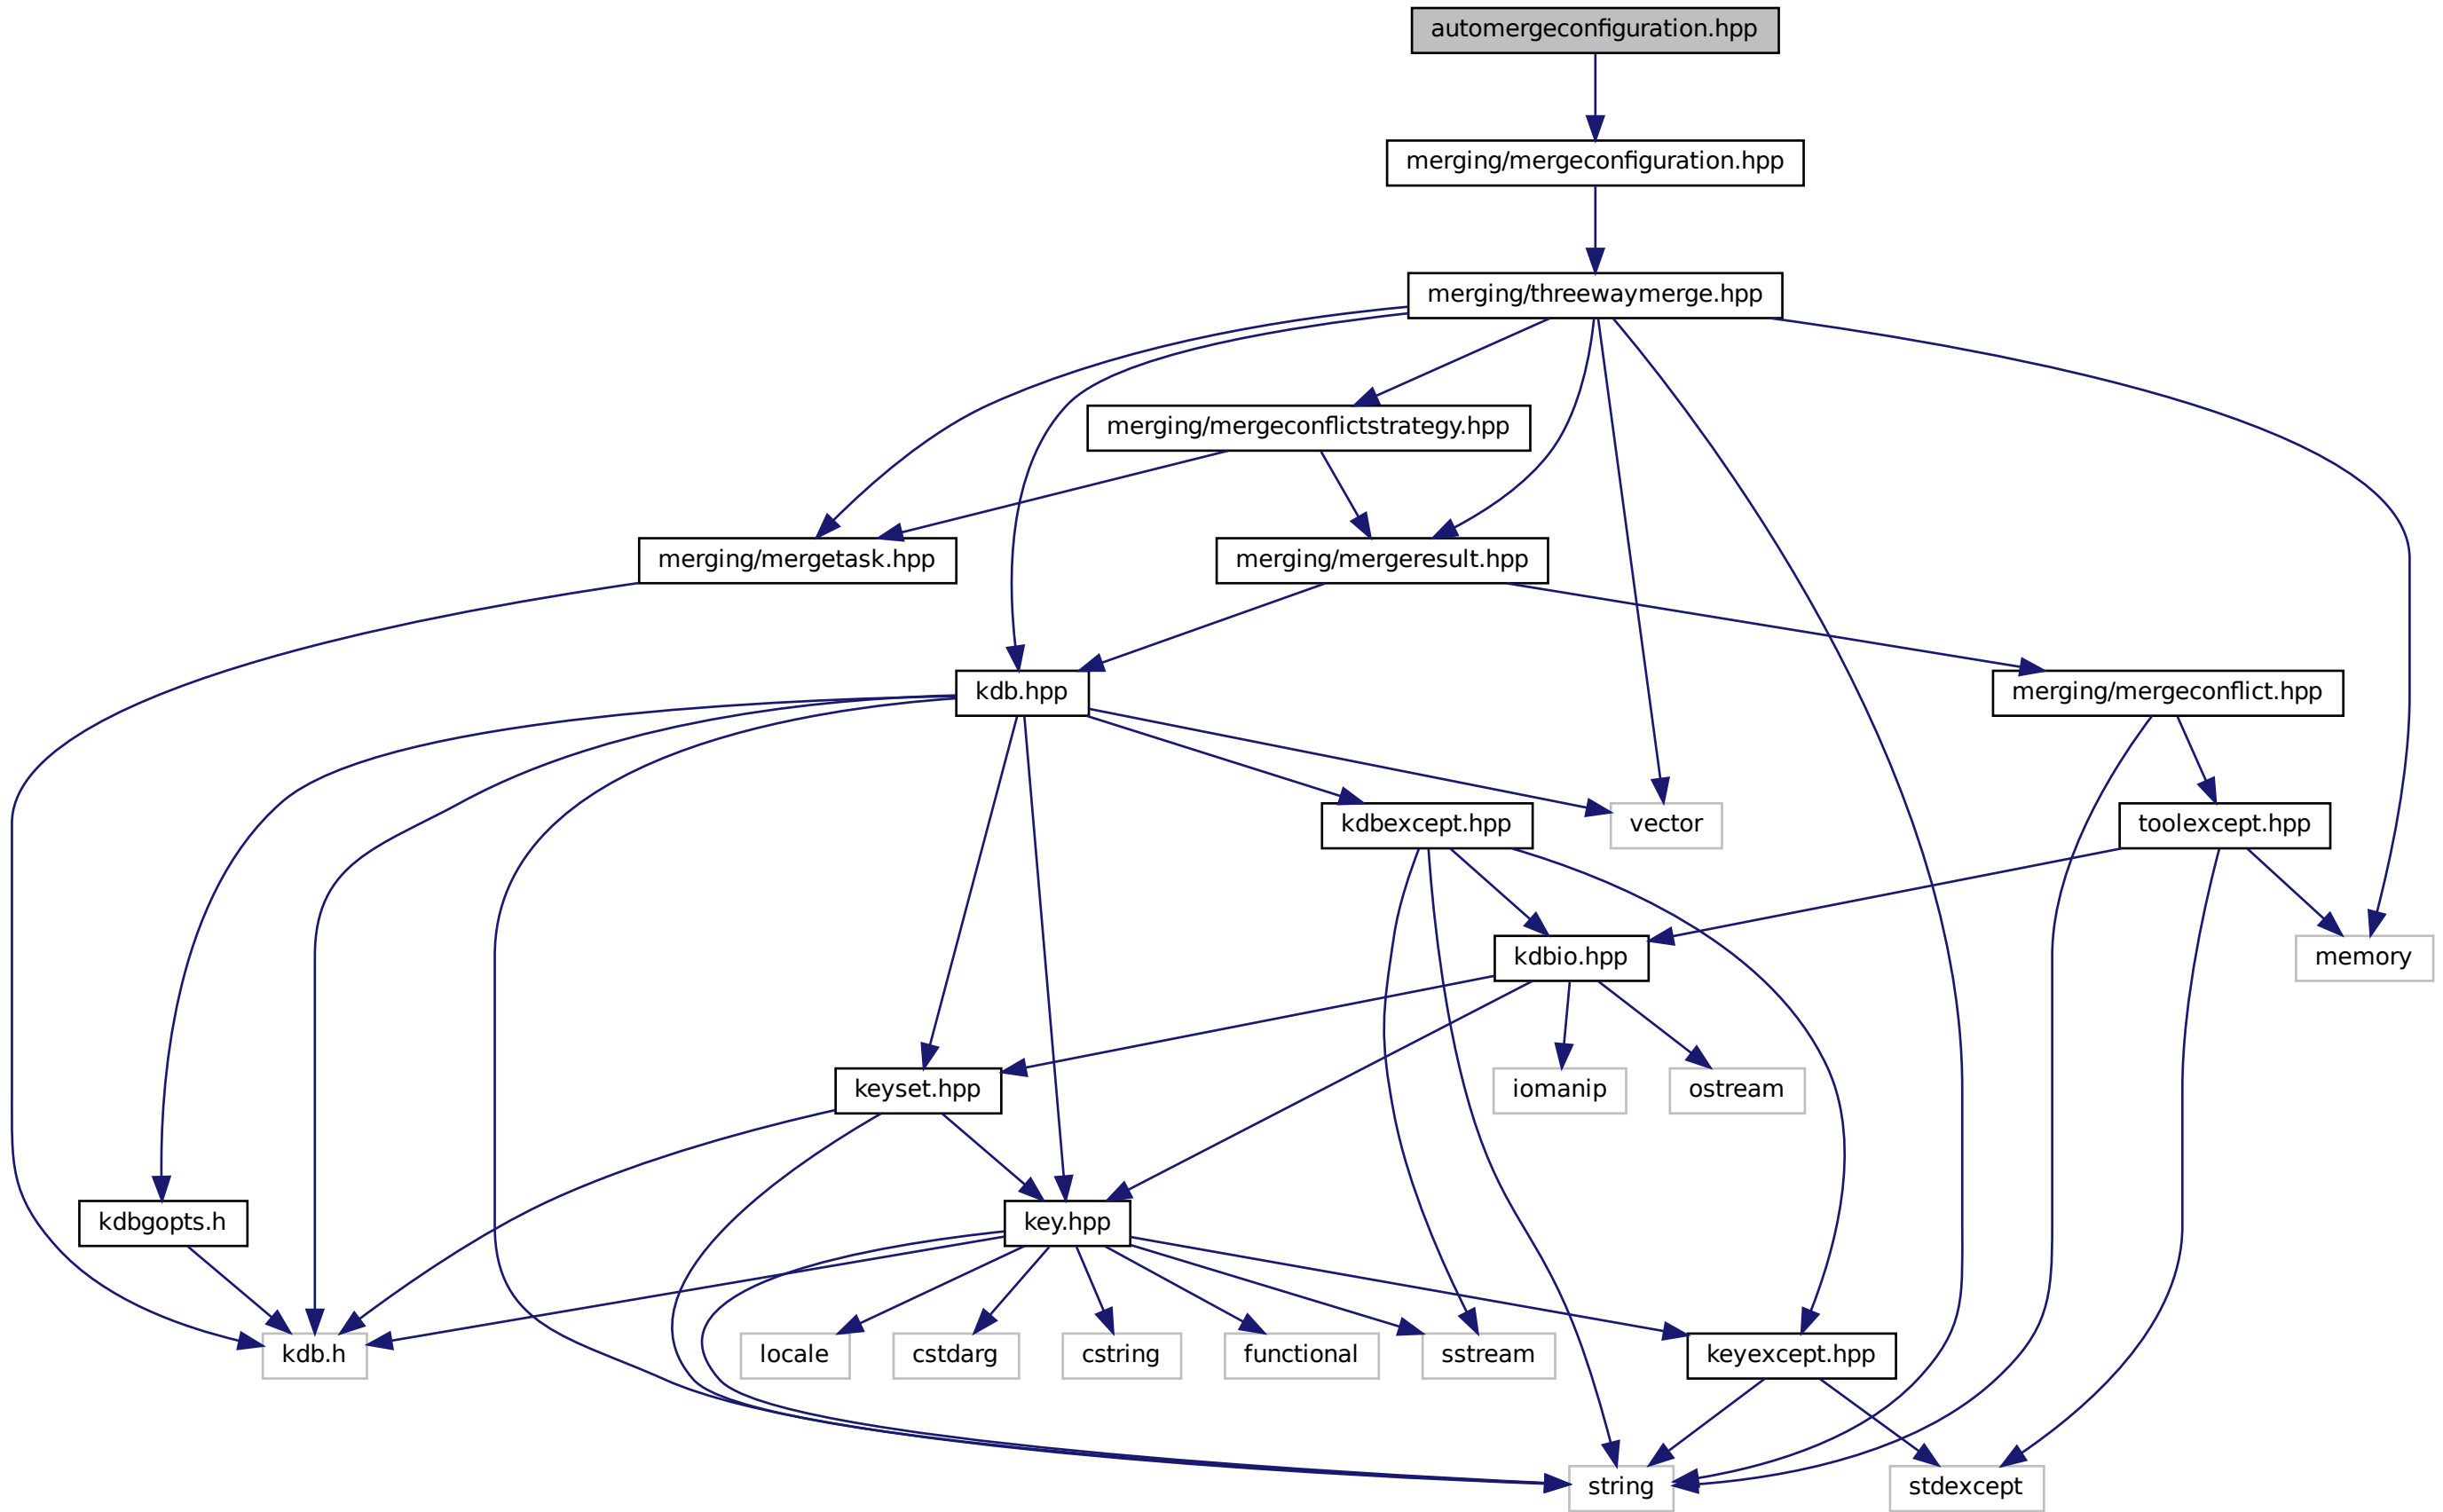 automergeconfiguration.hpp
merging/mergeconfiguration.hpp
merging/threewaymerge.hpp
merging/mergeconflictstrategy.hpp
merging/mergetask.hpp
merging/mergeresult.hpp
kdb.hpp
merging/mergeconflict.hpp
kdbexcept.hpp
vector
toolexcept.hpp
kdbio.hpp
memory
keyset.hpp
iomanip
ostream
kdbgopts.h
key.hpp
kdb.h
locale
cstdarg
cstring
functional
sstream
keyexcept.hpp
string
stdexcept